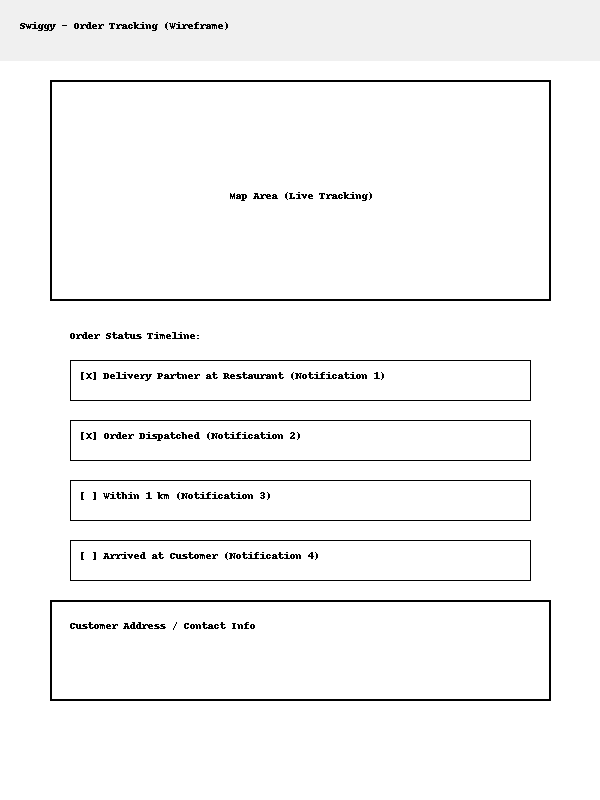 Swiggy - Order Tracking (Wireframe)
Map Area (Live Tracking)
Order Status Timeline:
[X] Delivery Partner at Restaurant (Notification 1)
[X] Order Dispatched (Notification 2)
[ ] Within 1 km (Notification 3)
[ ] Arrived at Customer (Notification 4)
Customer Address / Contact Info